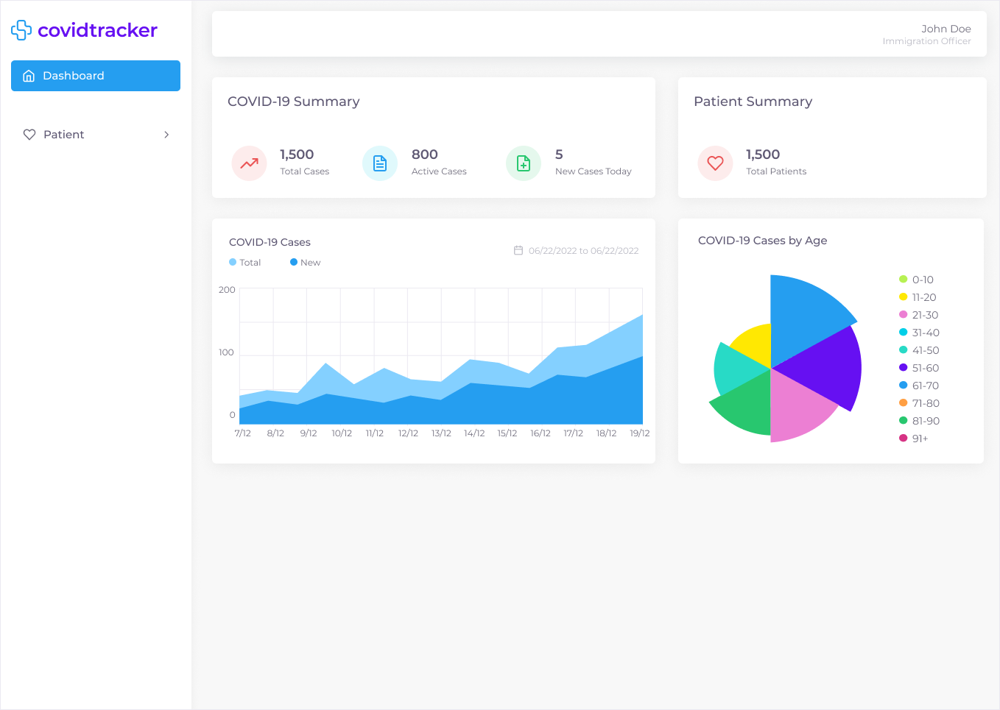 covidtracker
Dashboard
Patient
John Doe
Immigration Officer
COVID-19 Summary
1,500
Total Cases
800
Active Cases
5
New Cases Today
Patient Summary
1,500
Total Patients
COVID-19 Cases
Total New
06/22/2022 to 06/22/2022
200
100
0
7/12 8/12 9/12 10/12 11/12 12/12 13/12 14/12 15/12 16/12 17/12 18/12 19/12
COVID-19 Cases by Age
0-10
11-20
21-30
31-40
41-50
51-60
61-70
71-80
81-90
91+